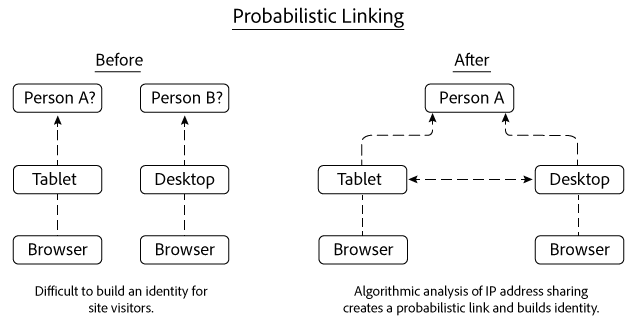 Probabilistic Linking
Before
After
Person A?
Person B?
Person A
Tablet
Desktop
Tablet
Desktop
Browser
Browser
Browser
Browser
Difficult to build an identity for
site visitors.
Algorithmic analysis of IP address sharing
creates a probabilistic link and builds identity.